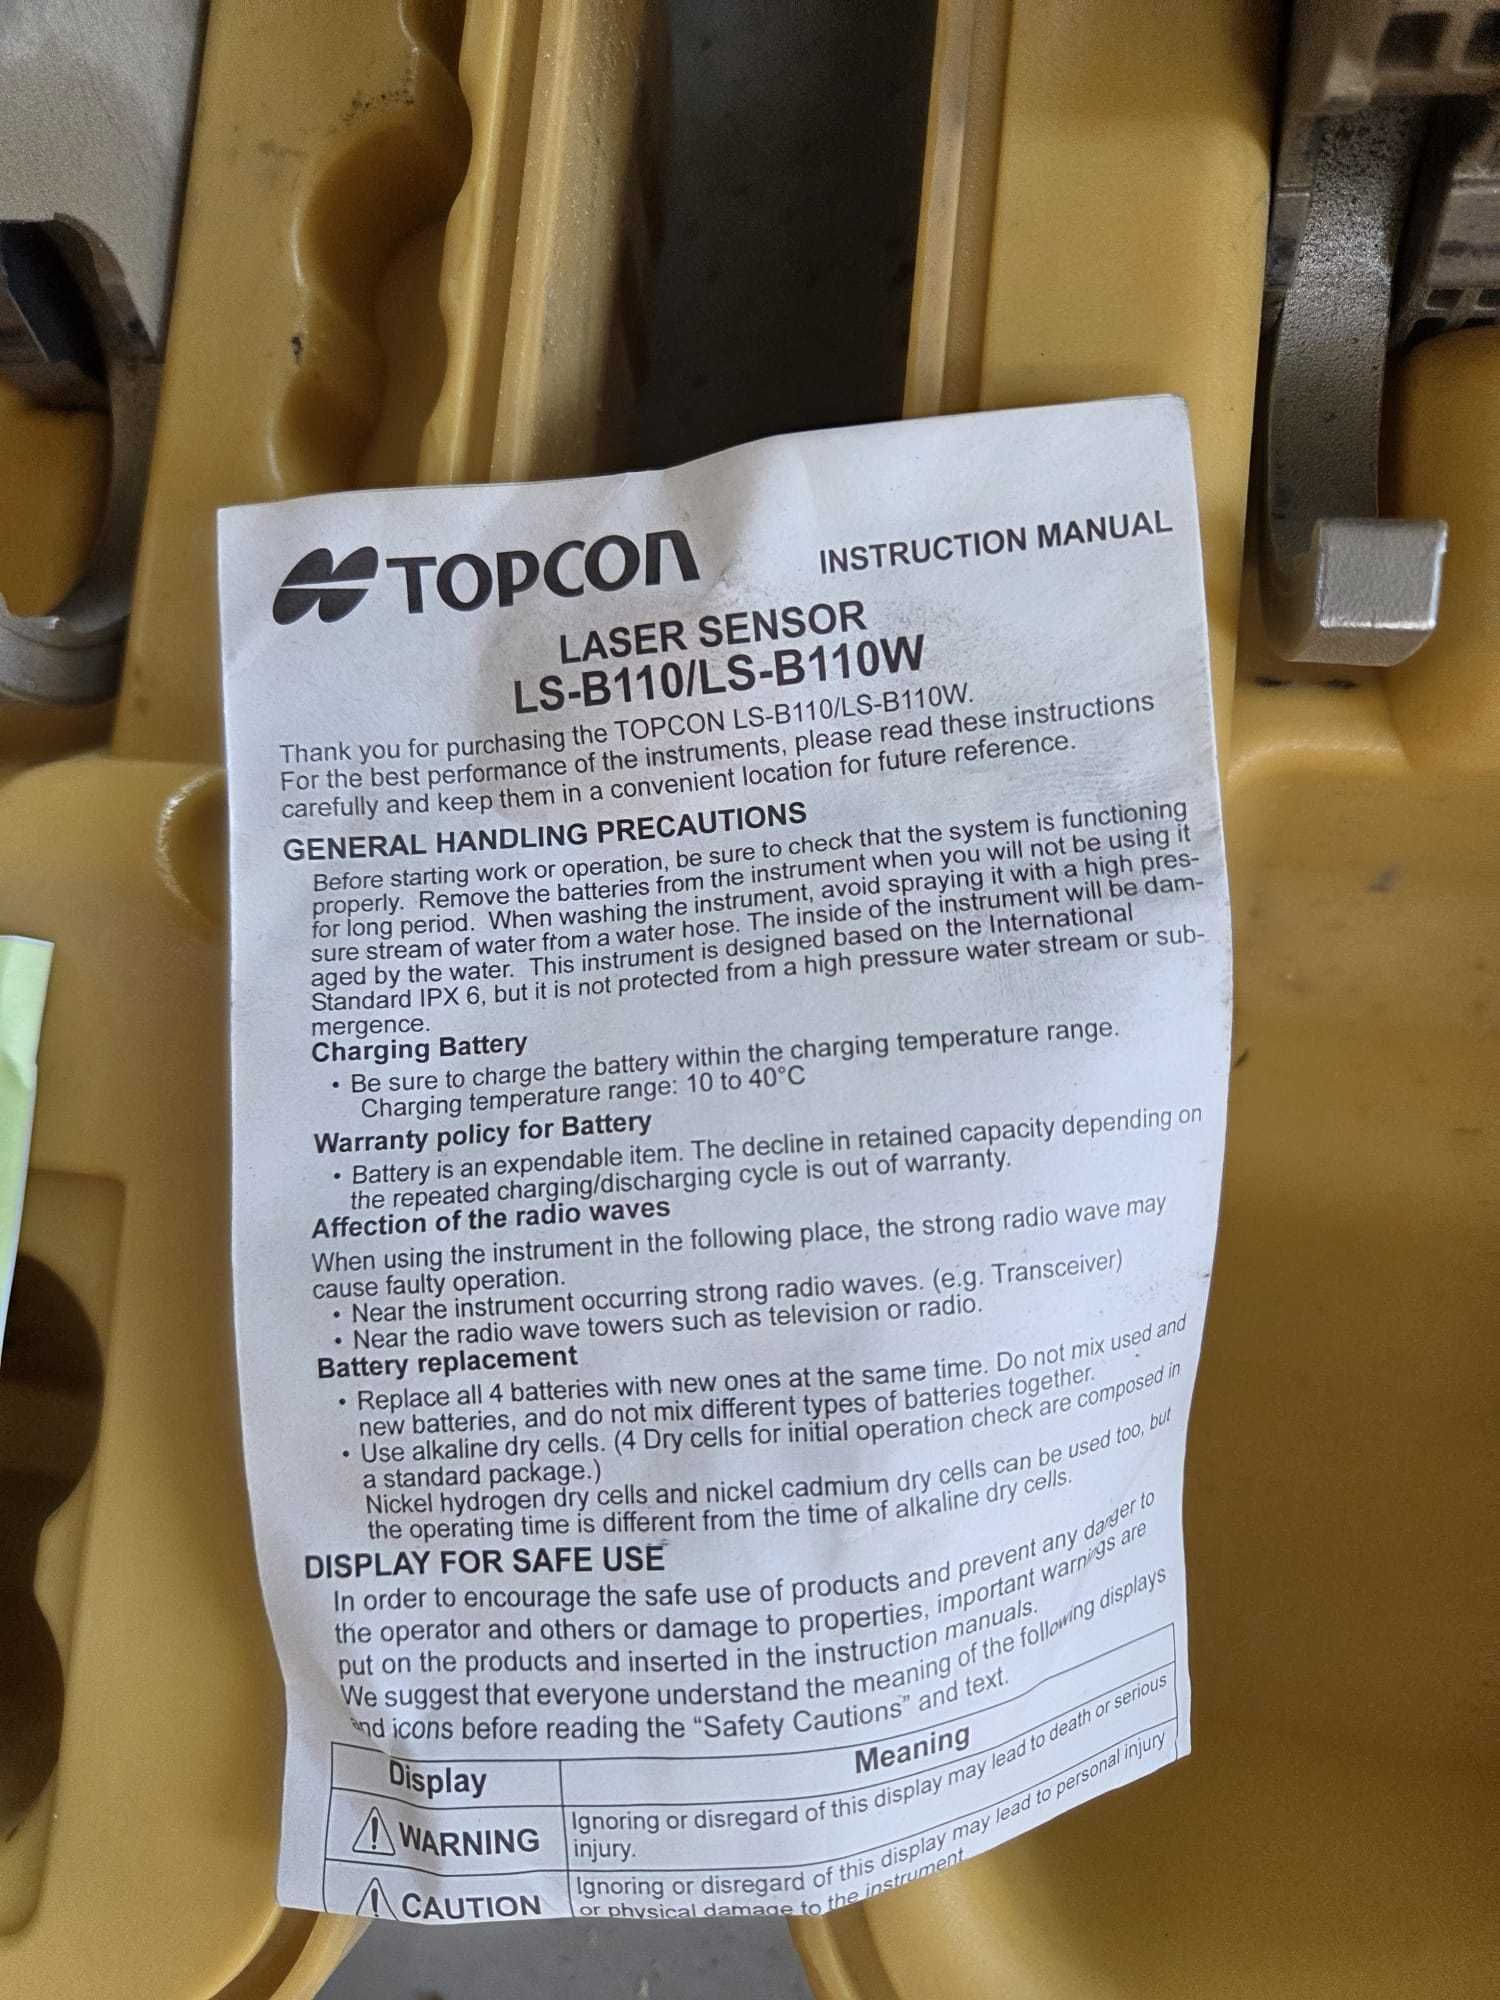 TOPCON
INSTRUCTION MANUAL
LASER SENSOR
LS-B110/LS-B110W
Thank you for purchasing the TOPCON LS-B110/LS-B110W.
For the best performance of the instruments, please read these instructions
carefully and keep them in a convenient location for future reference.
GENERAL HANDLING PRECAUTIONS
Before starting work or operation, be sure to check that the system is functioning
properly. Remove the batteries from the instrument when you will not be using it
for long period. When washing the instrument, avoid spraying it with a high pres-
sure stream of water from a water hose. The inside of the instrument will be dam-
aged by the water. This instrument is designed based on the International
Standard IPX 6, but it is not protected from a high pressure water stream or sub-
mergence.
Charging Battery
• Be sure to charge the battery within the charging temperature range.
Charging temperature range: 10 to 40°C
Warranty policy for Battery
• Battery is an expendable item. The decline in retained capacity depending on
the repeated charging/discharging cycle is out of warranty.
Affection of the radio waves
When using the instrument in the following place, the strong radio wave may
cause faulty operation.
• Near the instrument occurring strong radio waves. (e.g. Transceiver)
• Near the radio wave towers such as television or radio.
Battery replacement
• Replace all 4 batteries with new ones at the same time. Do not mix used and
new batteries, and do not mix different types of batteries together.
• Use alkaline dry cells. (4 Dry cells for initial operation check are composed in
a standard package.)
Nickel hydrogen dry cells and nickel cadmium dry cells can be used too, but
the operating time is different from the time of alkaline dry cells.
DISPLAY FOR SAFE USE
In order to encourage the safe use of products and prevent any danger to
the operator and others or damage to properties, important warnings are
put on the products and inserted in the instruction manuals.
We suggest that everyone understand the meaning of the following displays
and icons before reading the “Safety Cautions” and text.
Display
Meaning
WARNING
Ignoring or disregard of this display may lead to death or serious
injury.
CAUTION
Ignoring or disregard of this display may lead to personal injury
or physical damage to the instrument